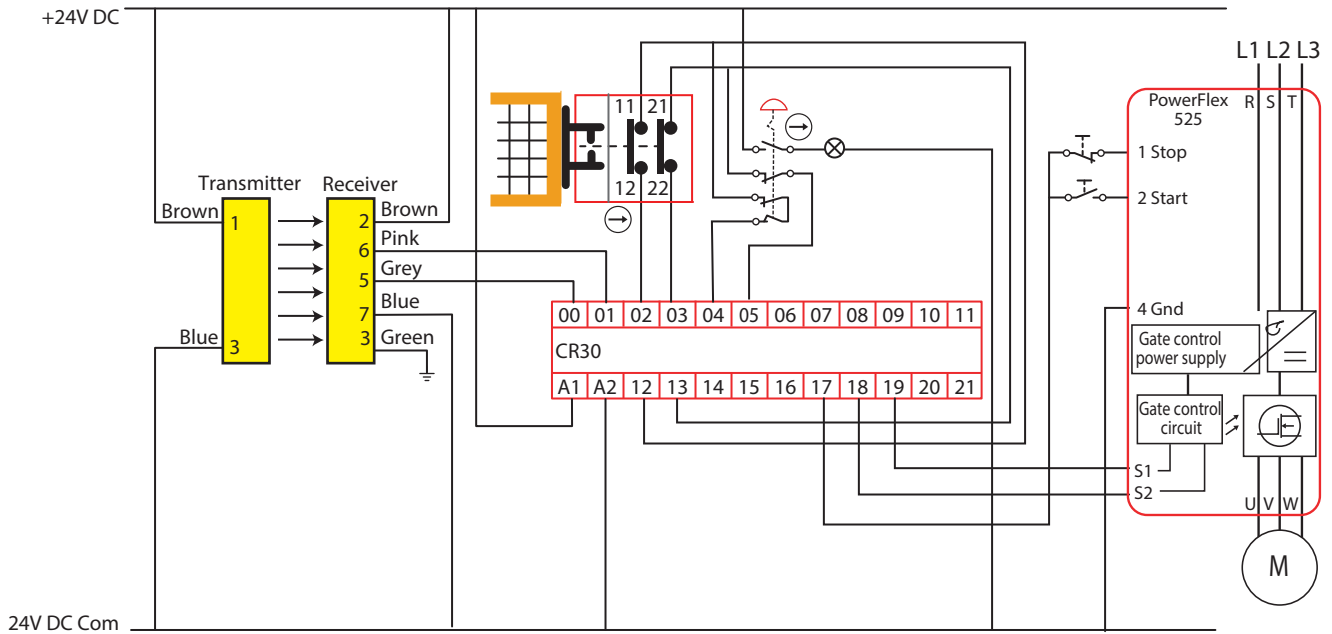 +24V DC
L1 L2 L3
PowerFlex
525
R S T
11 21
12 22
1 Stop
2 Start
Transmitter
Receiver
Brown
1
2
Brown
6
Pink
5
Grey
7
Blue
Blue
3
3
Green
00 01 02 03 04 05 06 07 08 09 10 11
CR30
A1 A2 12 13 14 15 16 17 18 19 20 21
4 Gnd
Gate control
power supply
Gate control
circuit
S1
S2
U V W
M
24V DC Com